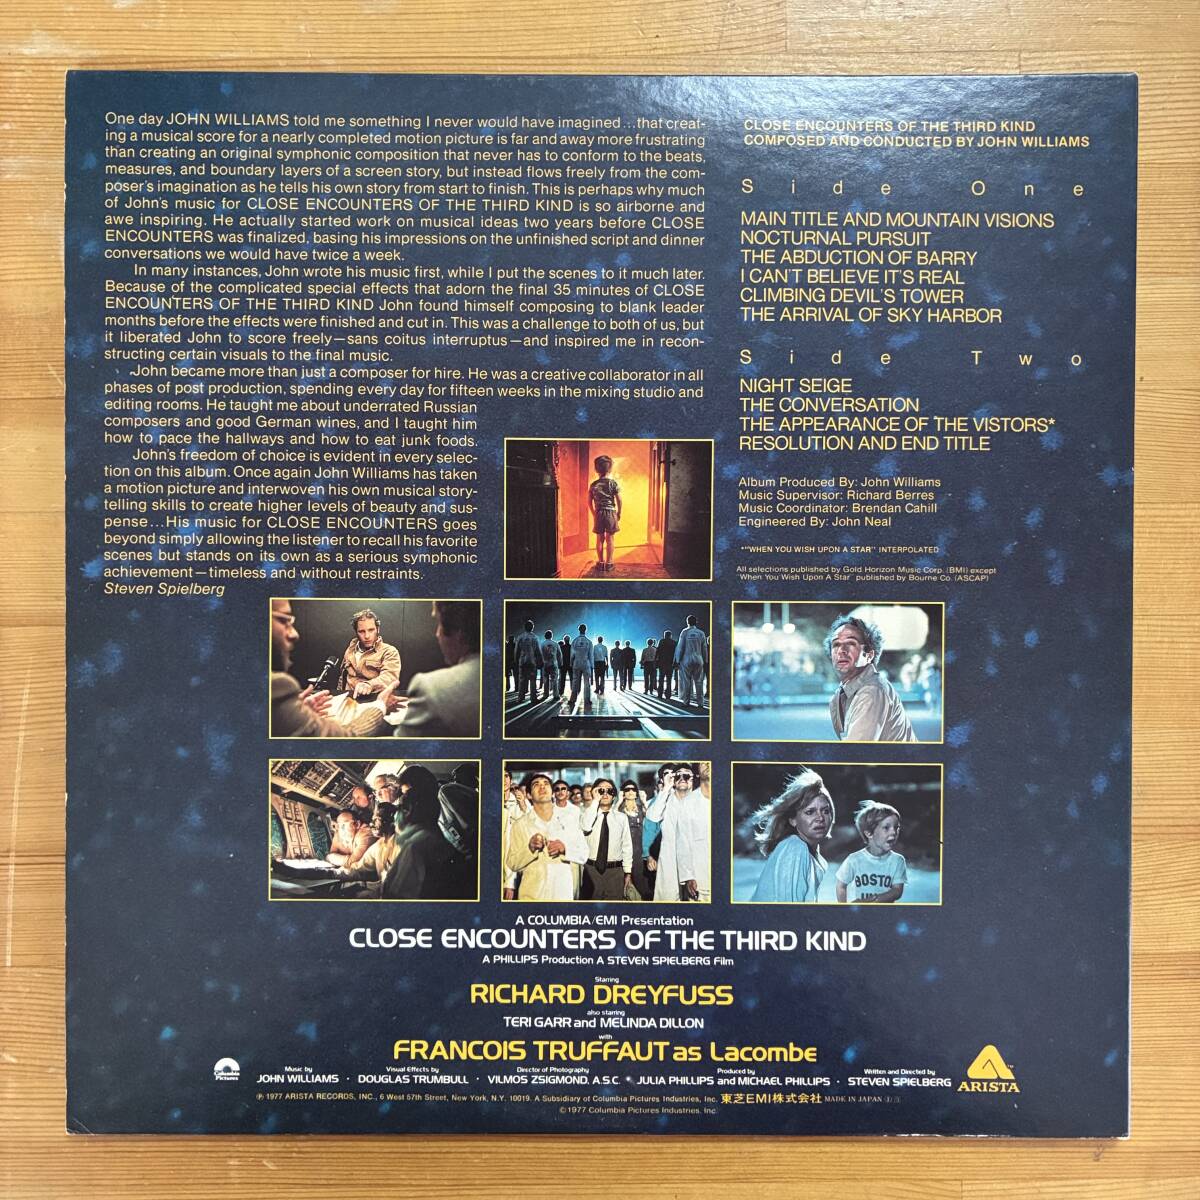 One day JOHN WILLIAMS told me something I never would have imagined...that creat-
ing a musical score for a nearly completed motion picture is far and away more frustrating
than creating an original symphonic composition that never has to conform to the beats,
measures, and boundary layers of a screen story, but instead flows freely from the com-
poser's imagination as he tells his own story from start to finish. This is perhaps why much
of John's music for CLOSE ENCOUNTERS OF THE THIRD KIND is so airborne and
awe inspiring. He actually started work on musical ideas two years before CLOSE
ENCOUNTERS was finalized, basing his impressions on the unfinished script and dinner
conversations we would have twice a week.
In many instances, John wrote his music first, while I put the scenes to it much later.
Because of the complicated special effects that adorn the final 35 minutes of CLOSE
ENCOUNTERS OF THE THIRD KIND John found himself composing to blank leader
months before the effects were finished and cut in. This was a challenge to both of us, but
it liberated John to score freely—sans coitus interruptus—and inspired me in recon-
structing certain visuals to the final music.
John became more than just a composer for hire. He was a creative collaborator in all
phases of post production, spending every day for fifteen weeks in the mixing studio and
editing rooms. He taught me about underrated Russian
composers and good German wines, and I taught him
how to pace the hallways and how to eat junk foods.
John's freedom of choice is evident in every selec-
tion on this album. Once again John Williams has taken
a motion picture and interwoven his own musical story-
telling skills to create higher levels of beauty and sus-
pense...His music for CLOSE ENCOUNTERS goes
beyond simply allowing the listener to recall his favorite
scenes but stands on its own as a serious symphonic
achievement—timeless and without restraints.
Steven Spielberg
CLOSE ENCOUNTERS OF THE THIRD KIND
COMPOSED AND CONDUCTED BY JOHN WILLIAMS
Side One
MAIN TITLE AND MOUNTAIN VISIONS
NOCTURNAL PURSUIT
THE ABDUCTION OF BARRY
I CAN'T BELIEVE IT'S REAL
CLIMBING DEVIL'S TOWER
THE ARRIVAL OF SKY HARBOR
Side Two
NIGHT SEIGE
THE CONVERSATION
THE APPEARANCE OF THE VISTORS*
RESOLUTION AND END TITLE
Album Produced By: John Williams
Music Supervisor: Richard Berres
Music Coordinator: Brendan Cahill
Engineered By: John Neal
*"WHEN YOU WISH UPON A STAR" INTERPOLATED
All selections published by Gold Horizon Music Corp. (BMI) except
"When You Wish Upon A Star" published by Bourne Co. (ASCAP)
BOSTO
A COLUMBIA/EMI Presentation
CLOSE ENCOUNTERS OF THE THIRD KIND
A PHILLIPS Production A STEVEN SPIELBERG Film
Starring
RICHARD DREYFUSS
also starring
TERI GARR and MELINDA DILLON
with
FRANCOIS TRUFFAUT as Lacombe
Columbia
Pictures
Music by
JOHN WILLIAMS ·
Visual Effects by
DOUGLAS TRUMBULL ·
Director of Photography
VILMOS ZSIGMOND, A.S.C. ·
Produced by
JULIA PHILLIPS and MICHAEL PHILLIPS ·
Written and Directed by
STEVEN SPIELBERG
ARISTA™
℗ 1977 ARISTA RECORDS, INC., 6 West 57th Street, New York, N.Y. 10019. A Subsidiary of Columbia Pictures Industries, Inc. 東芝EMI株式会社 MADE IN JAPAN
©1977 Columbia Pictures Industries, Inc.